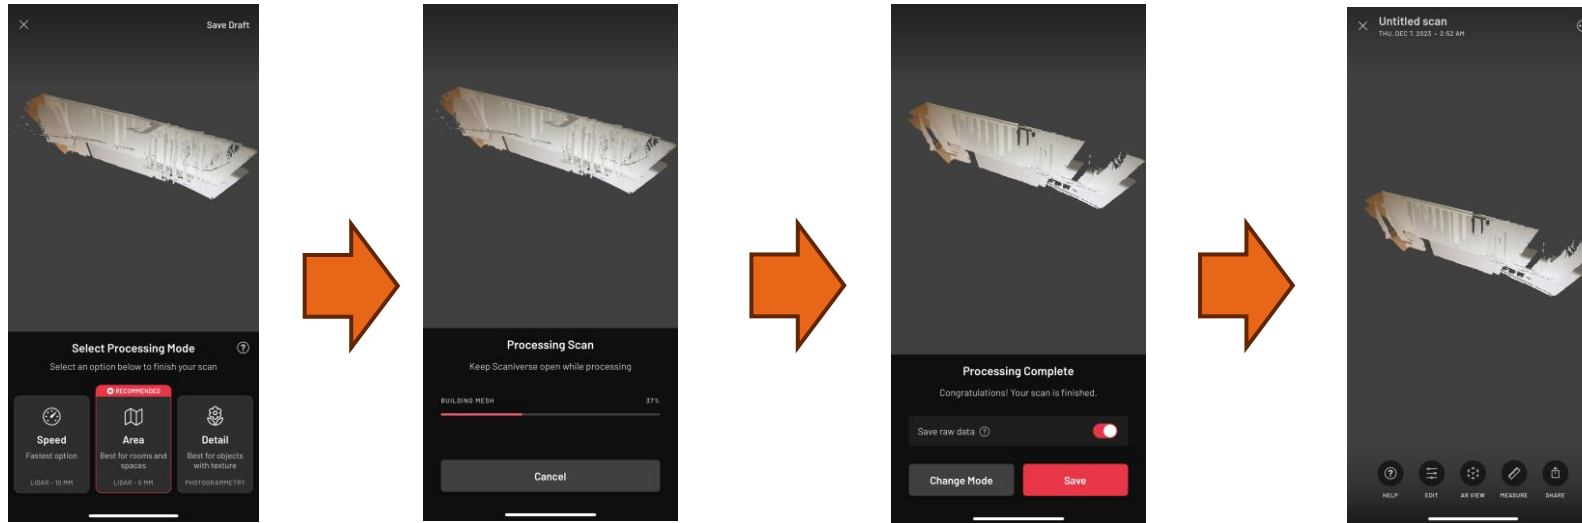 Save Draft
Select Processing Mode
Select an option below to finish your scan
RECOMMENDED
Speed
Fastest option
LIDAR - 10 MM
Area
Best for rooms and
spaces
LIDAR - 5 MM
Detail
Best for objects
with texture
PHOTOGRAMMETRY
Processing Scan
Keep Scaniverse open while processing
BUILDING MESH 37%
Cancel
Processing Complete
Congratulations! Your scan is finished.
Save raw data
Change Mode
Save
Untitled scan
THU, DEC 7, 2023 • 2:52 AM
HELP
EDIT
AR VIEW
MEASURE
SHARE